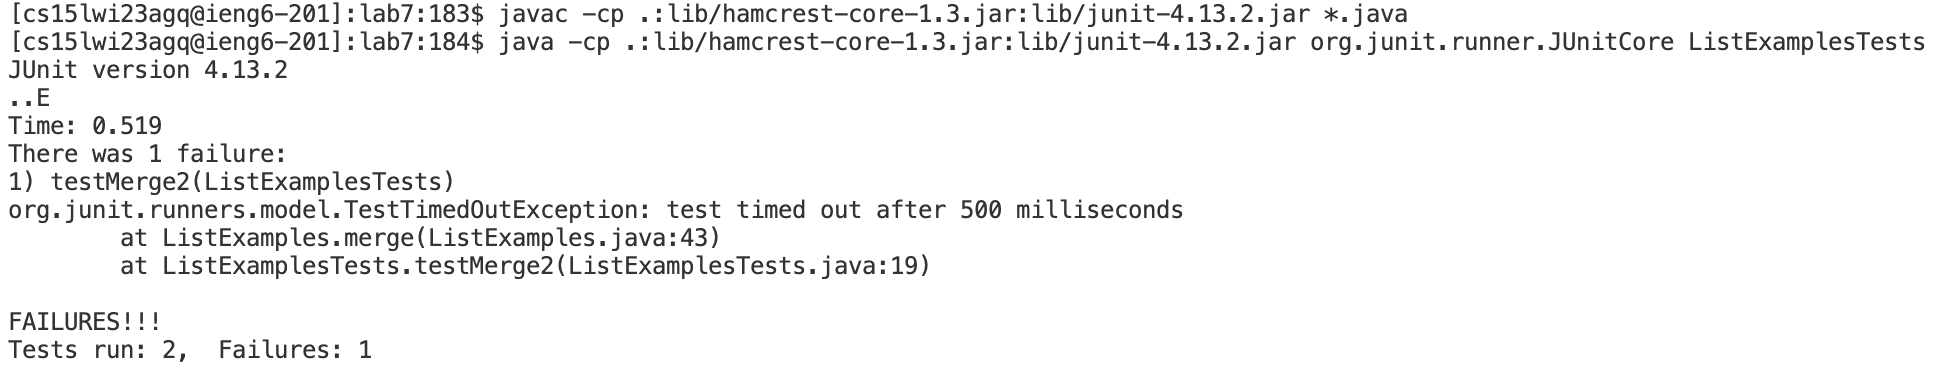 [cs15lwi23agq@ieng6-201]:lab7:183$ javac -cp .:lib/hamcrest-core-1.3.jar:lib/junit-4.13.2.jar *.java
[cs15lwi23agq@ieng6-201]:lab7:184$ java -cp .:lib/hamcrest-core-1.3.jar:lib/junit-4.13.2.jar org.junit.runner.JUnitCore ListExamplesTests
JUnit version 4.13.2
..E
Time: 0.519
There was 1 failure:
1) testMerge2(ListExamplesTests)
org.junit.runners.model.TestTimedOutException: test timed out after 500 milliseconds
        at ListExamples.merge(ListExamples.java:43)
        at ListExamplesTests.testMerge2(ListExamplesTests.java:19)

FAILURES!!!
Tests run: 2,  Failures: 1